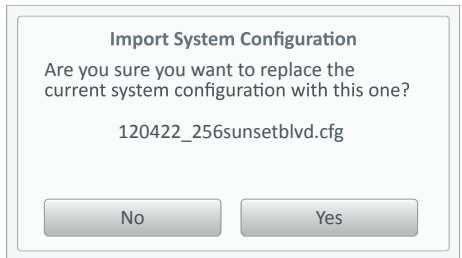 Import System Configuration
Are you sure you want to replace the
current system configuration with this one?
120422_256sunsetblvd.cfg
No
Yes